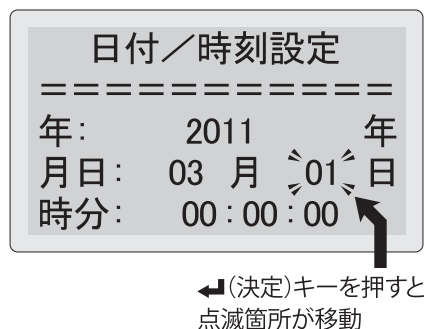 日付／時刻設定
============
年: 2011 年
月日: 03 月 01 日
時分: 00:00:00
↵(決定)キーを押すと
点滅箇所が移動